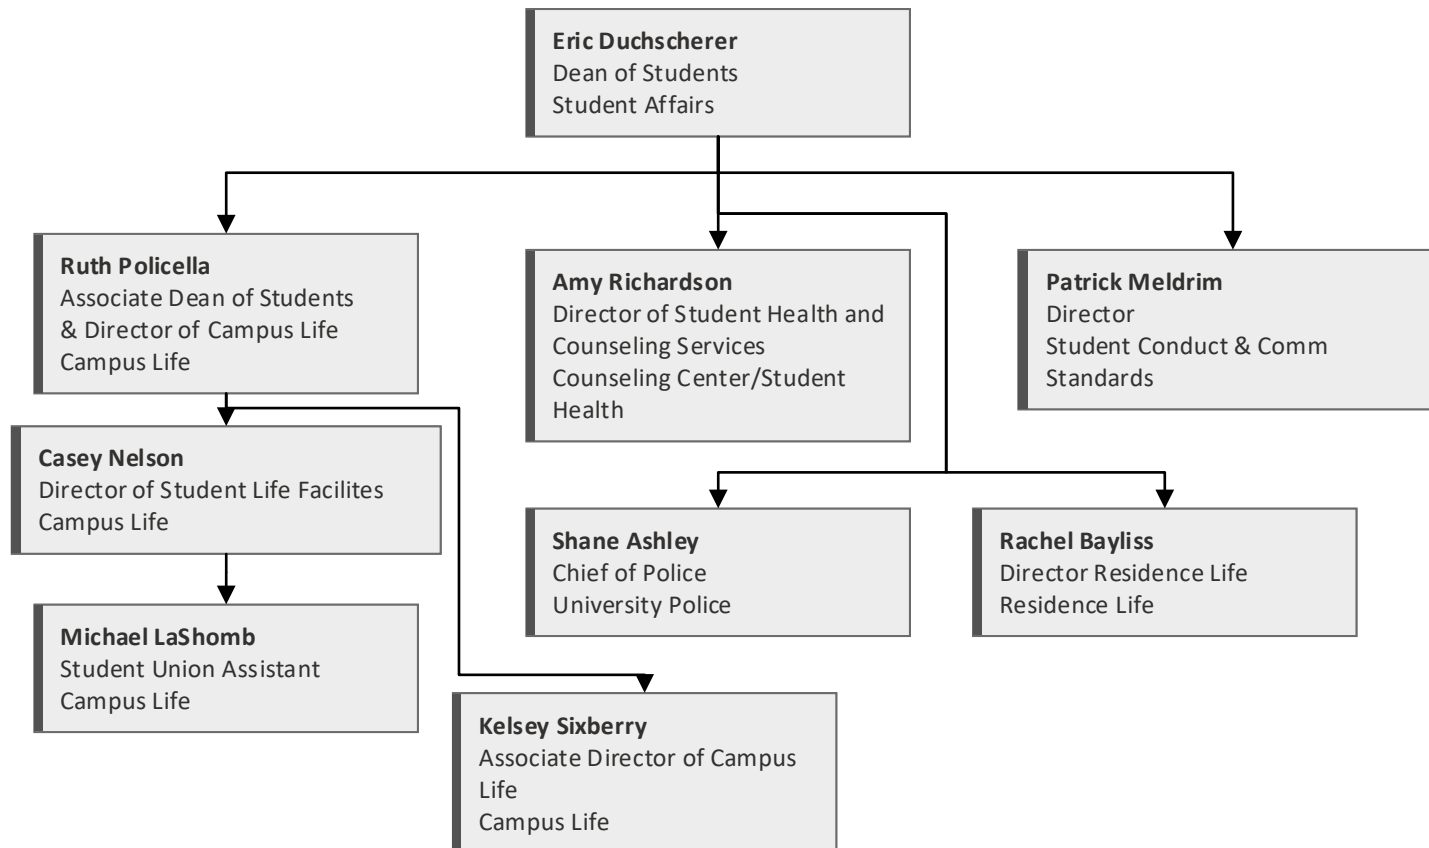 Eric Duchscherer
Dean of Students
Student Affairs
Ruth Policella
Associate Dean of Students
& Director of Campus Life
Campus Life
Amy Richardson
Director of Student Health and
Counseling Services
Counseling Center/Student
Health
Patrick Meldrim
Director
Student Conduct & Comm
Standards
Casey Nelson
Director of Student Life Facilites
Campus Life
Shane Ashley
Chief of Police
University Police
Rachel Bayliss
Director Residence Life
Residence Life
Michael LaShomb
Student Union Assistant
Campus Life
Kelsey Sixberry
Associate Director of Campus
Life
Campus Life